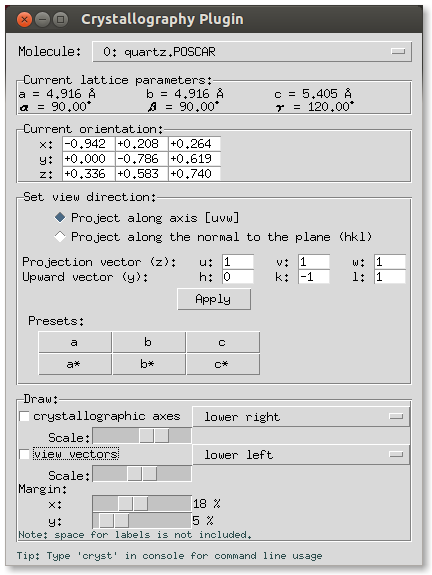 Crystallography Plugin
Molecule: 0: quartz.POSCAR
Current lattice parameters:
a = 4.916 Å b = 4.916 Å c = 5.405 Å
α = 90.00° β = 90.00° γ = 120.00°
Current orientation:
x: -0.942 +0.208 +0.264
y: +0.000 -0.786 +0.619
z: +0.336 +0.583 +0.740
Set view direction:
Project along axis [uvw]
Project along the normal to the plane (hkl)
Projection vector (z): u: 1 v: 1 w: 1
Upward vector (y): h: 0 k: -1 l: 1
Apply
Presets:
a b c
a* b* c*
Draw:
crystallographic axes lower right
Scale:
view vectors lower left
Scale:
Margin:
x: 18 %
y: 5 %
Note: space for labels is not included.
Tip: Type 'cryst' in console for command line usage